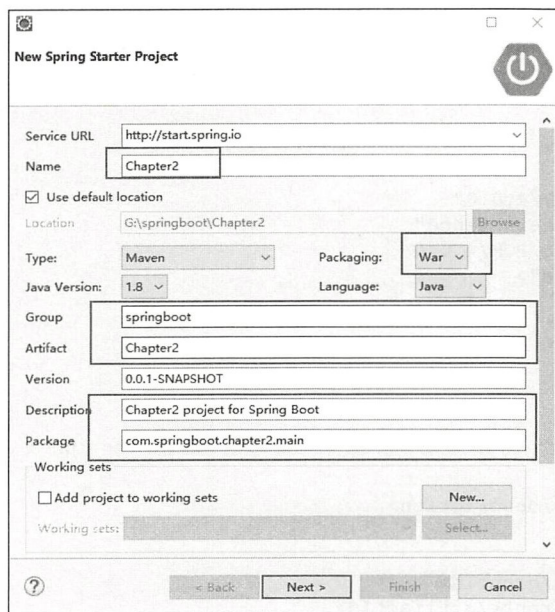 New Spring Starter Project
Service URL http://start.spring.io
Name Chapter2
Use default location
Location G:\springboot\Chapter2 Browse
Type: Maven Packaging: War
Java Version: 1.8 Language: Java
Group springboot
Artifact Chapter2
Version 0.0.1-SNAPSHOT
Description Chapter2 project for Spring Boot
Package com.springboot.chapter2.main
Working sets
Add project to working sets New...
Working sets: Select...
? < Back Next > Finish Cancel